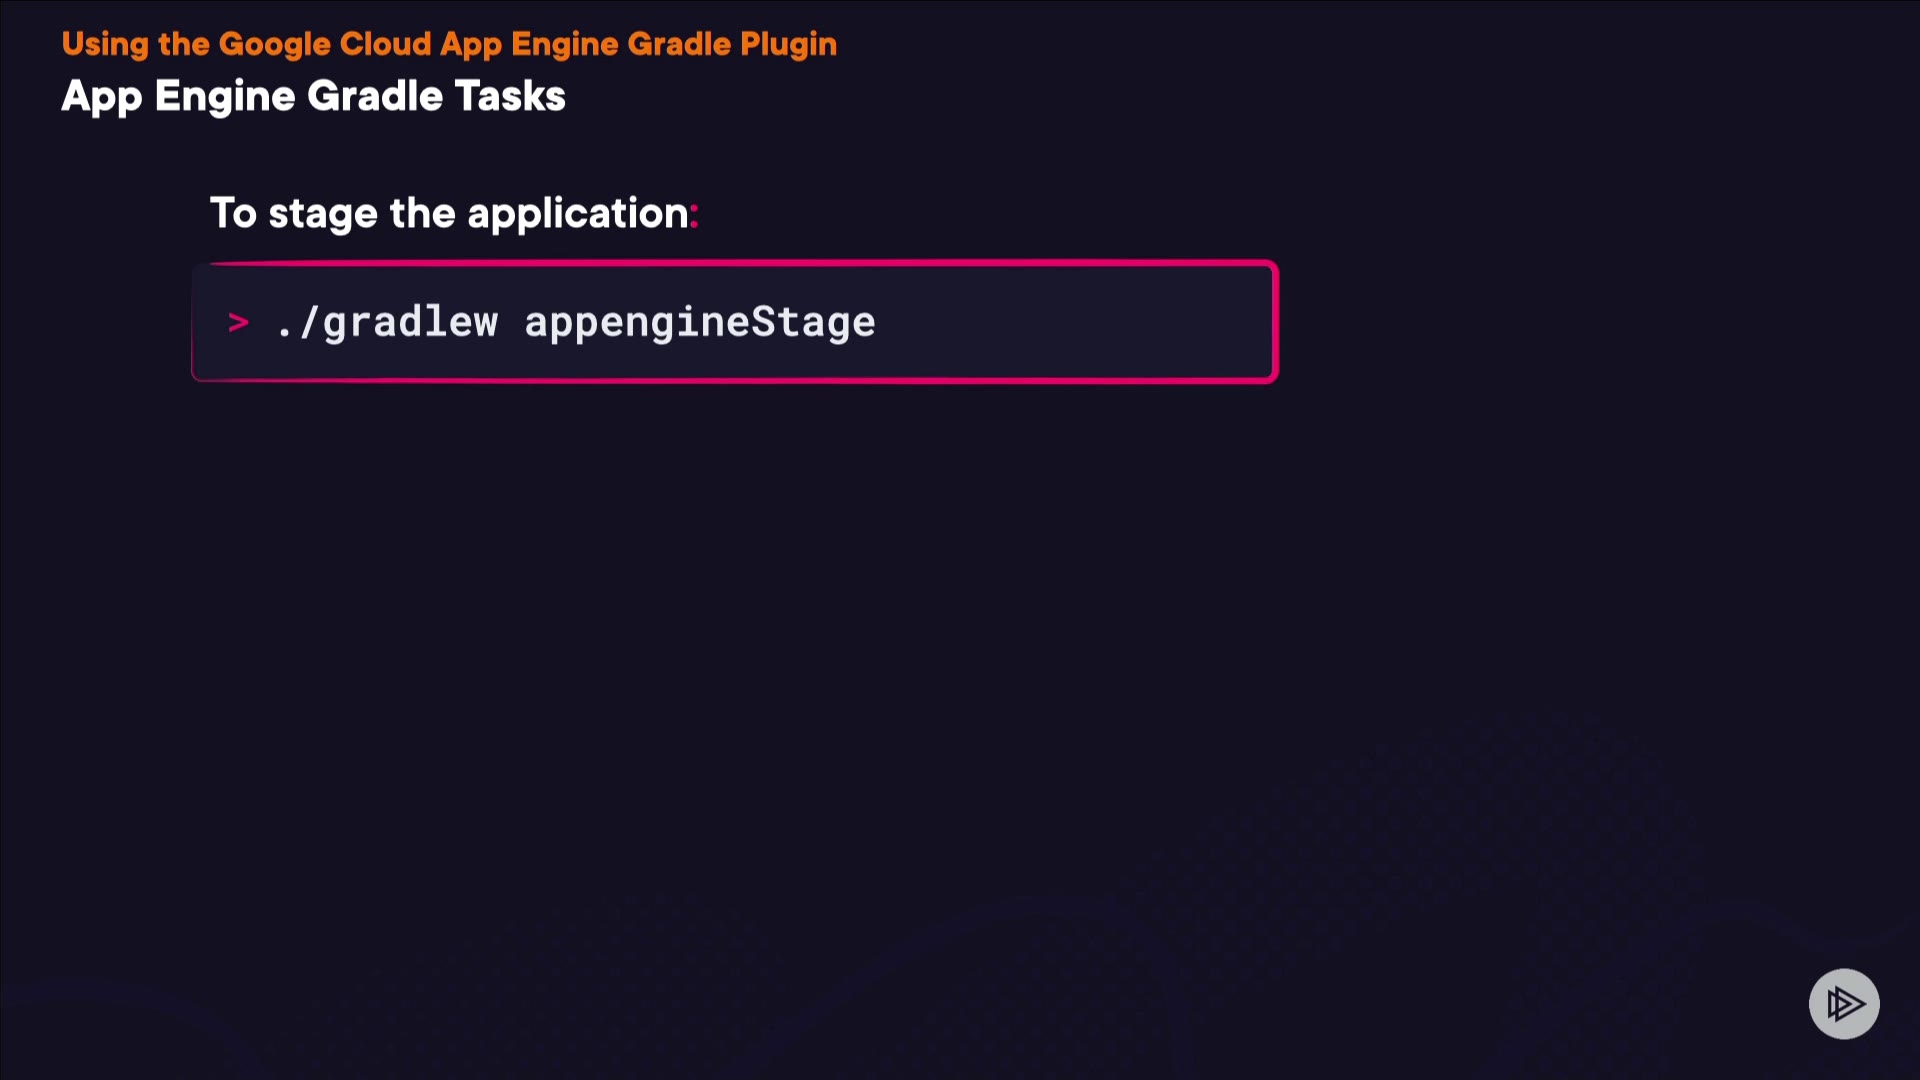 Using the Google Cloud App Engine Gradle Plugin
App Engine Gradle Tasks
To stage the application:
> ./gradlew appengineStage